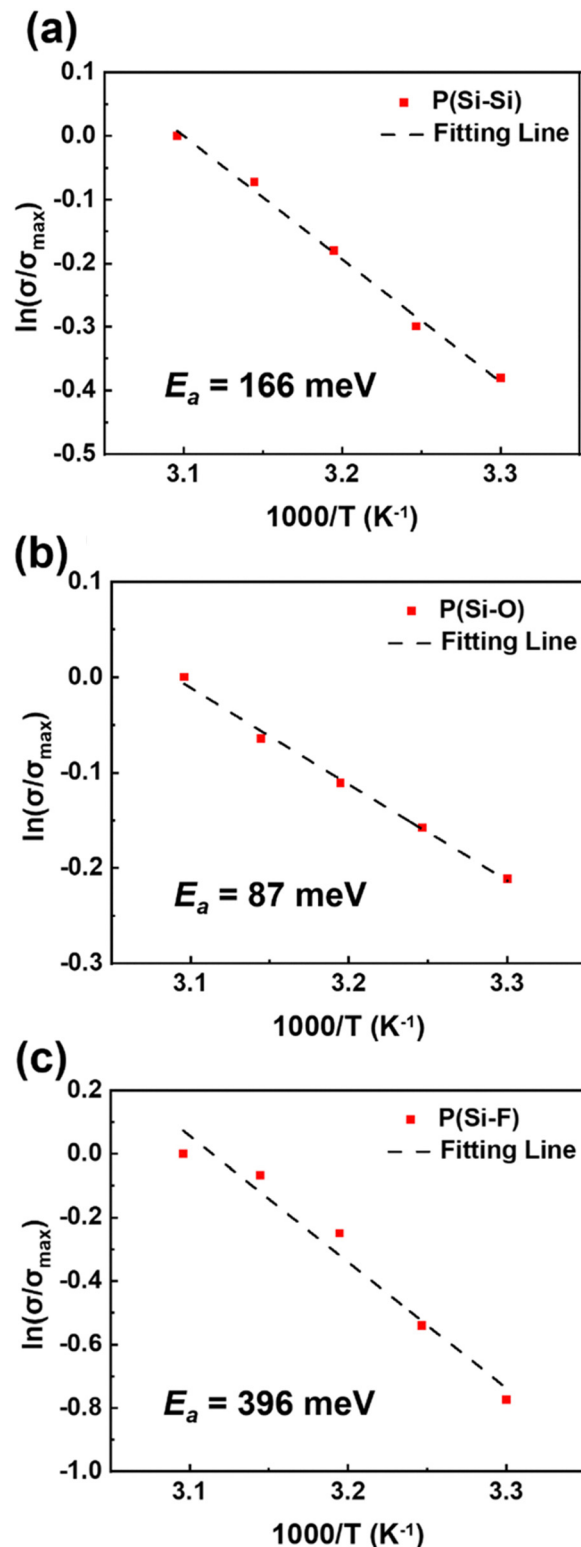 (a)
0.1
0.0
-0.1
-0.2
-0.3
-0.4
-0.5
ln(σ/σmax)
P(Si-Si)
Fitting Line
Ea = 166 meV
3.1 3.2 3.3
1000/T (K-1)
(b)
0.1
0.0
-0.1
-0.2
-0.3
ln(σ/σmax)
P(Si-O)
Fitting Line
Ea = 87 meV
3.1 3.2 3.3
1000/T (K-1)
(c)
0.2
0.0
-0.2
-0.4
-0.6
-0.8
-1.0
ln(σ/σmax)
P(Si-F)
Fitting Line
Ea = 396 meV
3.1 3.2 3.3
1000/T (K-1)